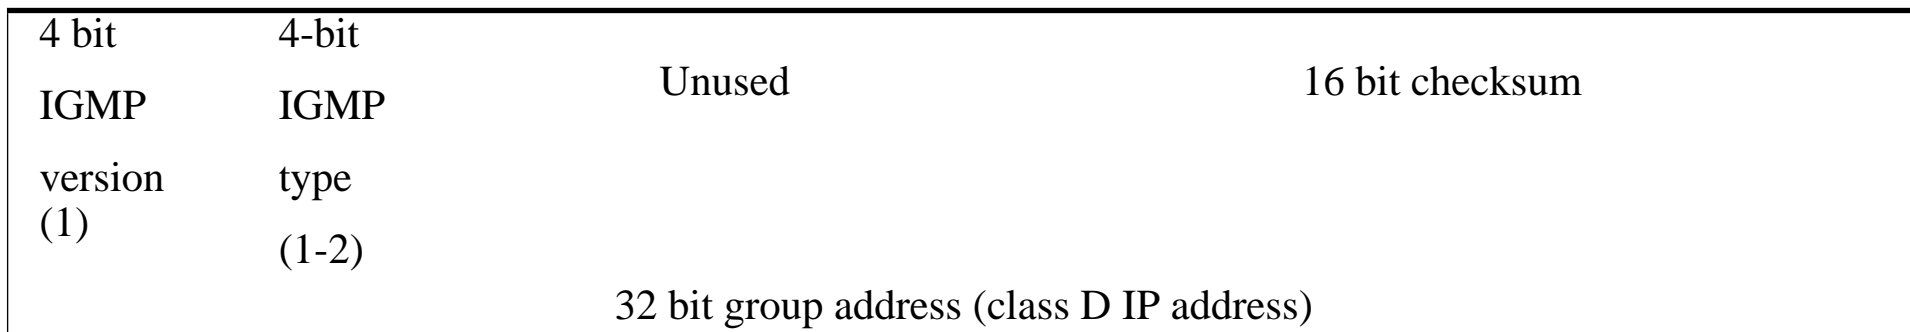 4 bit
IGMP
version
(1)
4-bit
IGMP
type
(1-2)
Unused
16 bit checksum
32 bit group address (class D IP address)